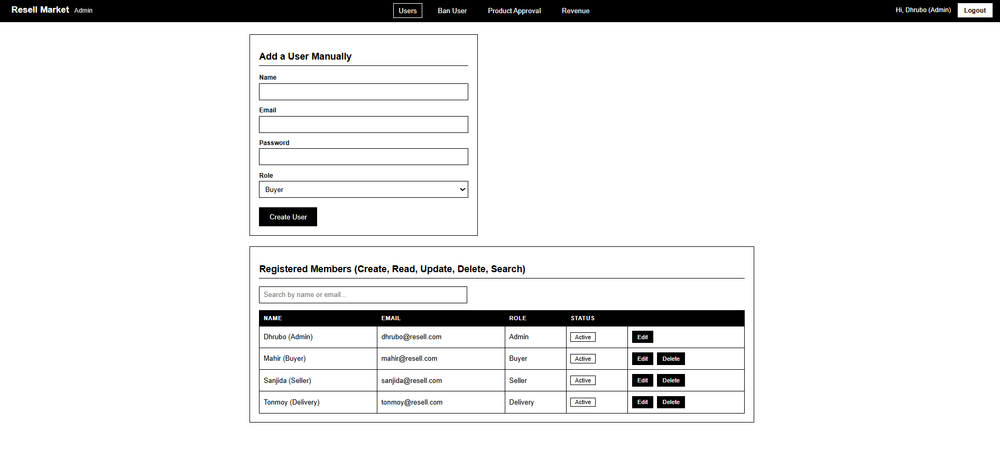 Resell Market Admin Users Ban User Product Approval Revenue Hi, Dhrubo (Admin) Logout
Add a User Manually
Name
Email
Password
Role
Buyer
Create User
Registered Members (Create, Read, Update, Delete, Search)
Search by name or email...
NAME EMAIL ROLE STATUS
Dhrubo (Admin) dhrubo@resell.com Admin Active Edit
Mahir (Buyer) mahir@resell.com Buyer Active Edit Delete
Sanjida (Seller) sanjida@resell.com Seller Active Edit Delete
Tonmoy (Delivery) tonmoy@resell.com Delivery Active Edit Delete